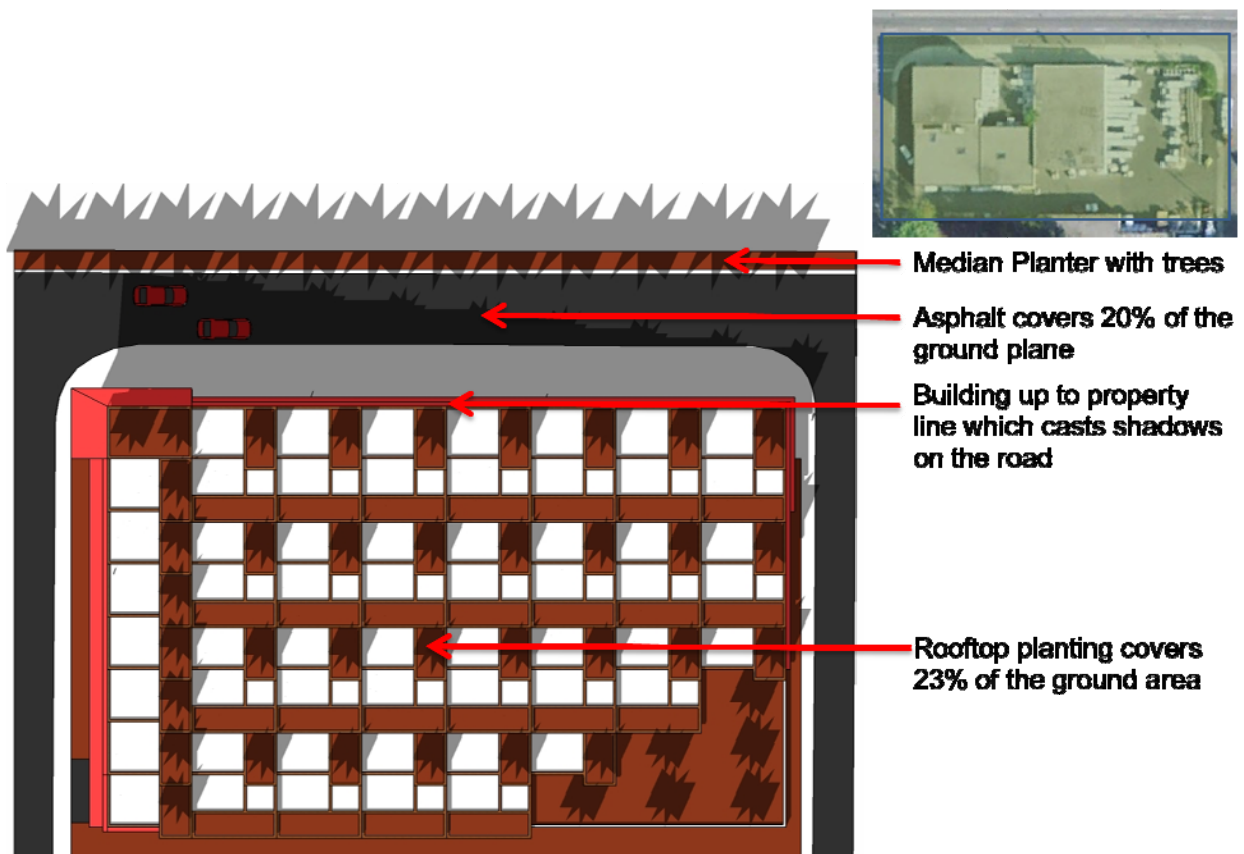 Median Planter with trees
Asphalt covers 20% of the
ground plane
Building up to property
line which casts shadows
on the road
Rooftop planting covers
23% of the ground area